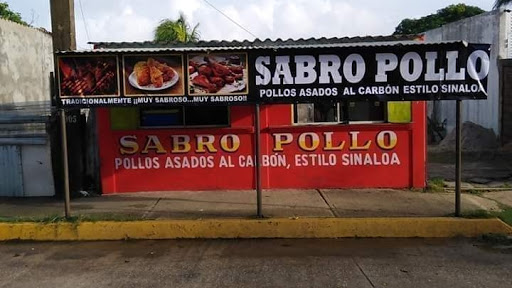 SABRO POLLO
POLLOS ASADOS AL CARBÓN ESTILO SINALOA
TRADICIONALMENTE ¡¡MUY SABROSO...MUY SABROSO!!
SABRO POLLO
POLLOS ASADOS AL CARBÓN, ESTILO SINALOA